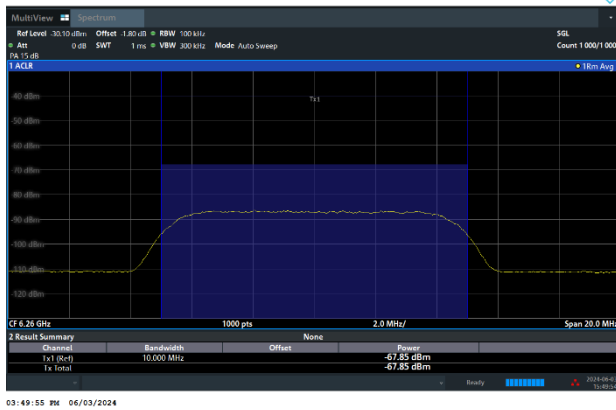 MultiView Spectrum
Ref Level -30.10 dBm Offset -1.80 dB RBW 100 kHz SGL
Att 0 dB SWT 1 ms VBW 300 kHz Mode Auto Sweep Count 1000/1000
PA 15 dB
1 ACLR 1Rm Avg
-40 dBm
Tx1
-50 dBm
-60 dBm
-70 dBm
-80 dBm
-90 dBm
-100 dBm
-110 dBm
-120 dBm
CF 6.26 GHz 1000 pts 2.0 MHz/ Span 20.0 MHz
2 Result Summary None
Channel Bandwidth Offset Power
Tx1 (Ref) 10.000 MHz -67.85 dBm
Tx Total -67.85 dBm
Ready
15:49:54
03:49:55 PM 06/03/2024